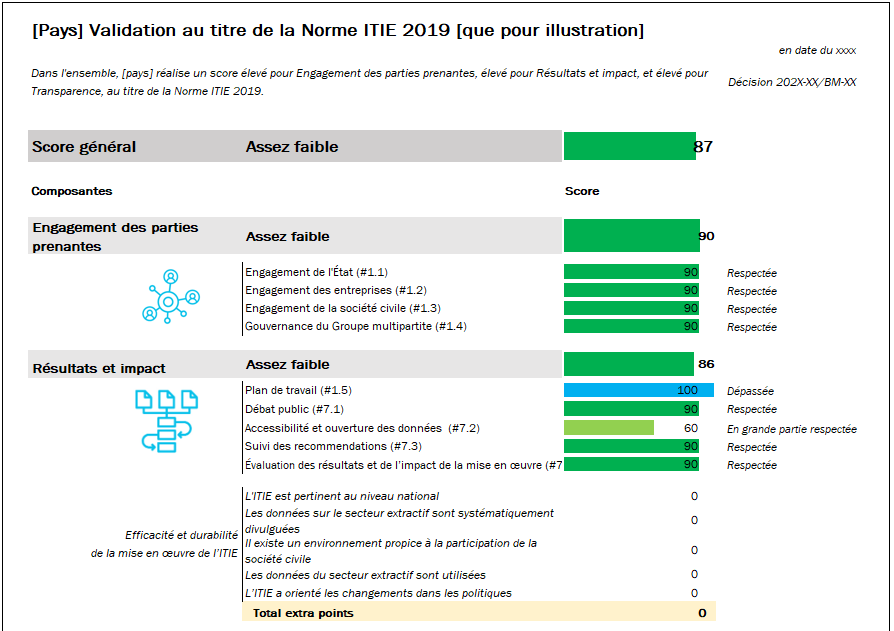 [Pays] Validation au titre de la Norme ITIE 2019 [que pour illustration]
en date du xxxx
Dans l'ensemble, [pays] réalise un score élevé pour Engagement des parties prenantes, élevé pour Résultats et impact, et élevé pour
Transparence, au titre de la Norme ITIE 2019.
Décision 202X-XX/BM-XX
Score général Assez faible 87
Composantes Score
Engagement des parties
prenantes
Assez faible 90
Engagement de l'État (#1.1) 90 Respectée
Engagement des entreprises (#1.2) 90 Respectée
Engagement de la société civile (#1.3) 90 Respectée
Gouvernance du Groupe multipartite (#1.4) 90 Respectée
Résultats et impact Assez faible 86
Plan de travail (#1.5) 100 Dépassée
Débat public (#7.1) 90 Respectée
Accessibilité et ouverture des données (#7.2) 60 En grande partie respectée
Suivi des recommendations (#7.3) 90 Respectée
Évaluation des résultats et de l'impact de la mise en œuvre (#7 90 Respectée
Efficacité et durabilité
de la mise en œuvre de l'ITIE
L'ITIE est pertinent au niveau national 0
Les données sur le secteur extractif sont systématiquement
divulguées 0
Il existe un environnement propice à la participation de la
société civile 0
Les données du secteur extractif sont utilisées 0
L'ITIE a orienté les changements dans les politiques 0
Total extra points 0